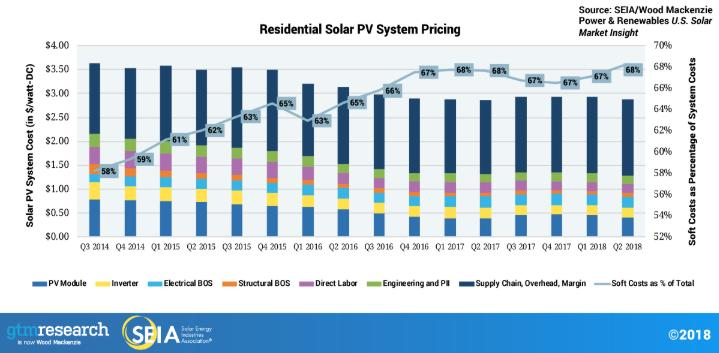 Source: SEIA/Wood Mackenzie
Power & Renewables U.S. Solar
Market Insight
Residential Solar PV System Pricing
Solar PV System Cost (in $/watt-DC)
$4.00
$3.50
$3.00
$2.50
$2.00
$1.50
$1.00
$0.50
$0.00
58%
59%
61%
62%
63%
65%
63%
65%
66%
67%
68%
68%
67%
67%
67%
68%
70%
68%
66%
64%
62%
60%
58%
56%
54%
52%
Soft Costs as Percentage of System Costs
Q3 2014 Q4 2014 Q1 2015 Q2 2015 Q3 2015 Q4 2015 Q1 2016 Q2 2016 Q3 2016 Q4 2016 Q1 2017 Q2 2017 Q3 2017 Q4 2017 Q1 2018 Q2 2018
PV Module Inverter Electrical BOS Structural BOS Direct Labor Engineering and PII Supply Chain, Overhead, Margin Soft Costs as % of Total
gtmresearch
is now Wood Mackenzie
SEIA
Solar Energy
Industries
Association®
©2018